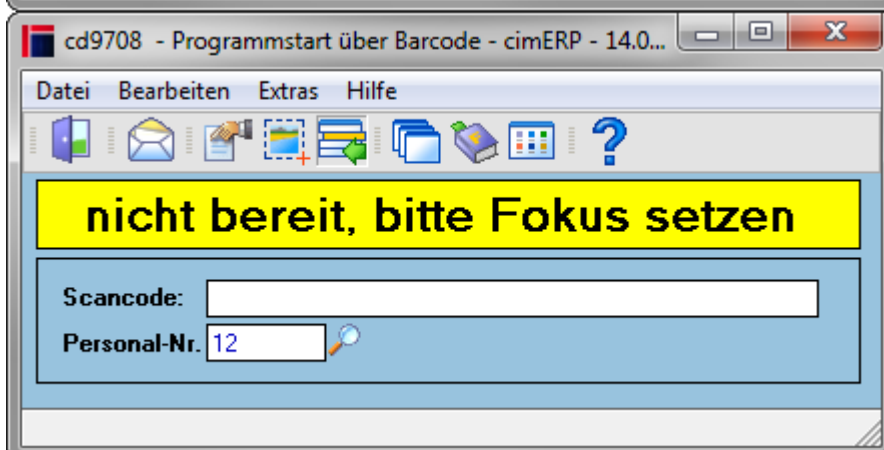 cd9708 - Programmstart über Barcode - cimERP - 14.0...
Datei Bearbeiten Extras Hilfe
nicht bereit, bitte Fokus setzen
Scancode:
Personal-Nr. 12